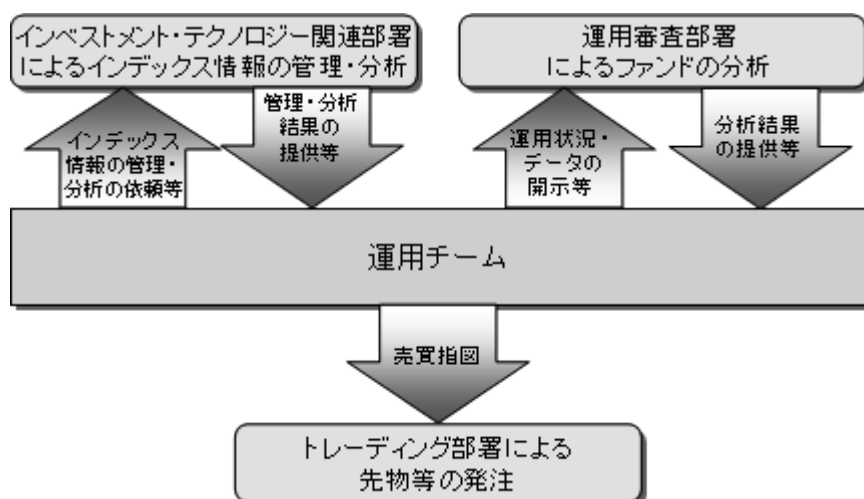 インベストメント・テクノロジー関連部署
によるインデックス情報の管理・分析
運用審査部署
によるファンドの分析
インデックス
情報の管理・
分析の依頼等
管理・分析
結果の
提供等
運用状況・
データの
開示等
分析結果
の提供等
運用チーム
売買指図
トレーディング部署による
先物等の発注